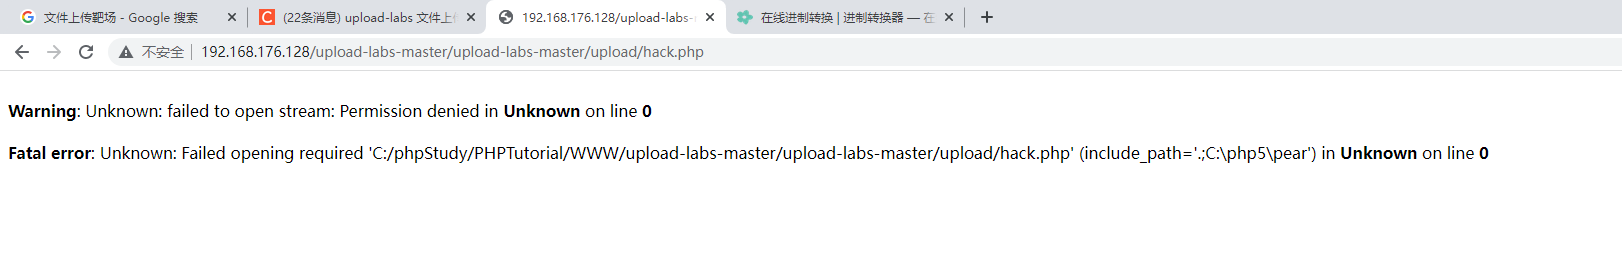 文件上传靶场 - Google 搜索
(22条消息) upload-labs 文件上
192.168.176.128/upload-labs-
在线进制转换 | 进制转换器 — 在
不安全 192.168.176.128/upload-labs-master/upload-labs-master/upload/hack.php
Warning: Unknown: failed to open stream: Permission denied in Unknown on line 0
Fatal error: Unknown: Failed opening required 'C:/phpStudy/PHPTutorial/WWW/upload-labs-master/upload-labs-master/upload/hack.php' (include_path='.;C:\php5\pear') in Unknown on line 0